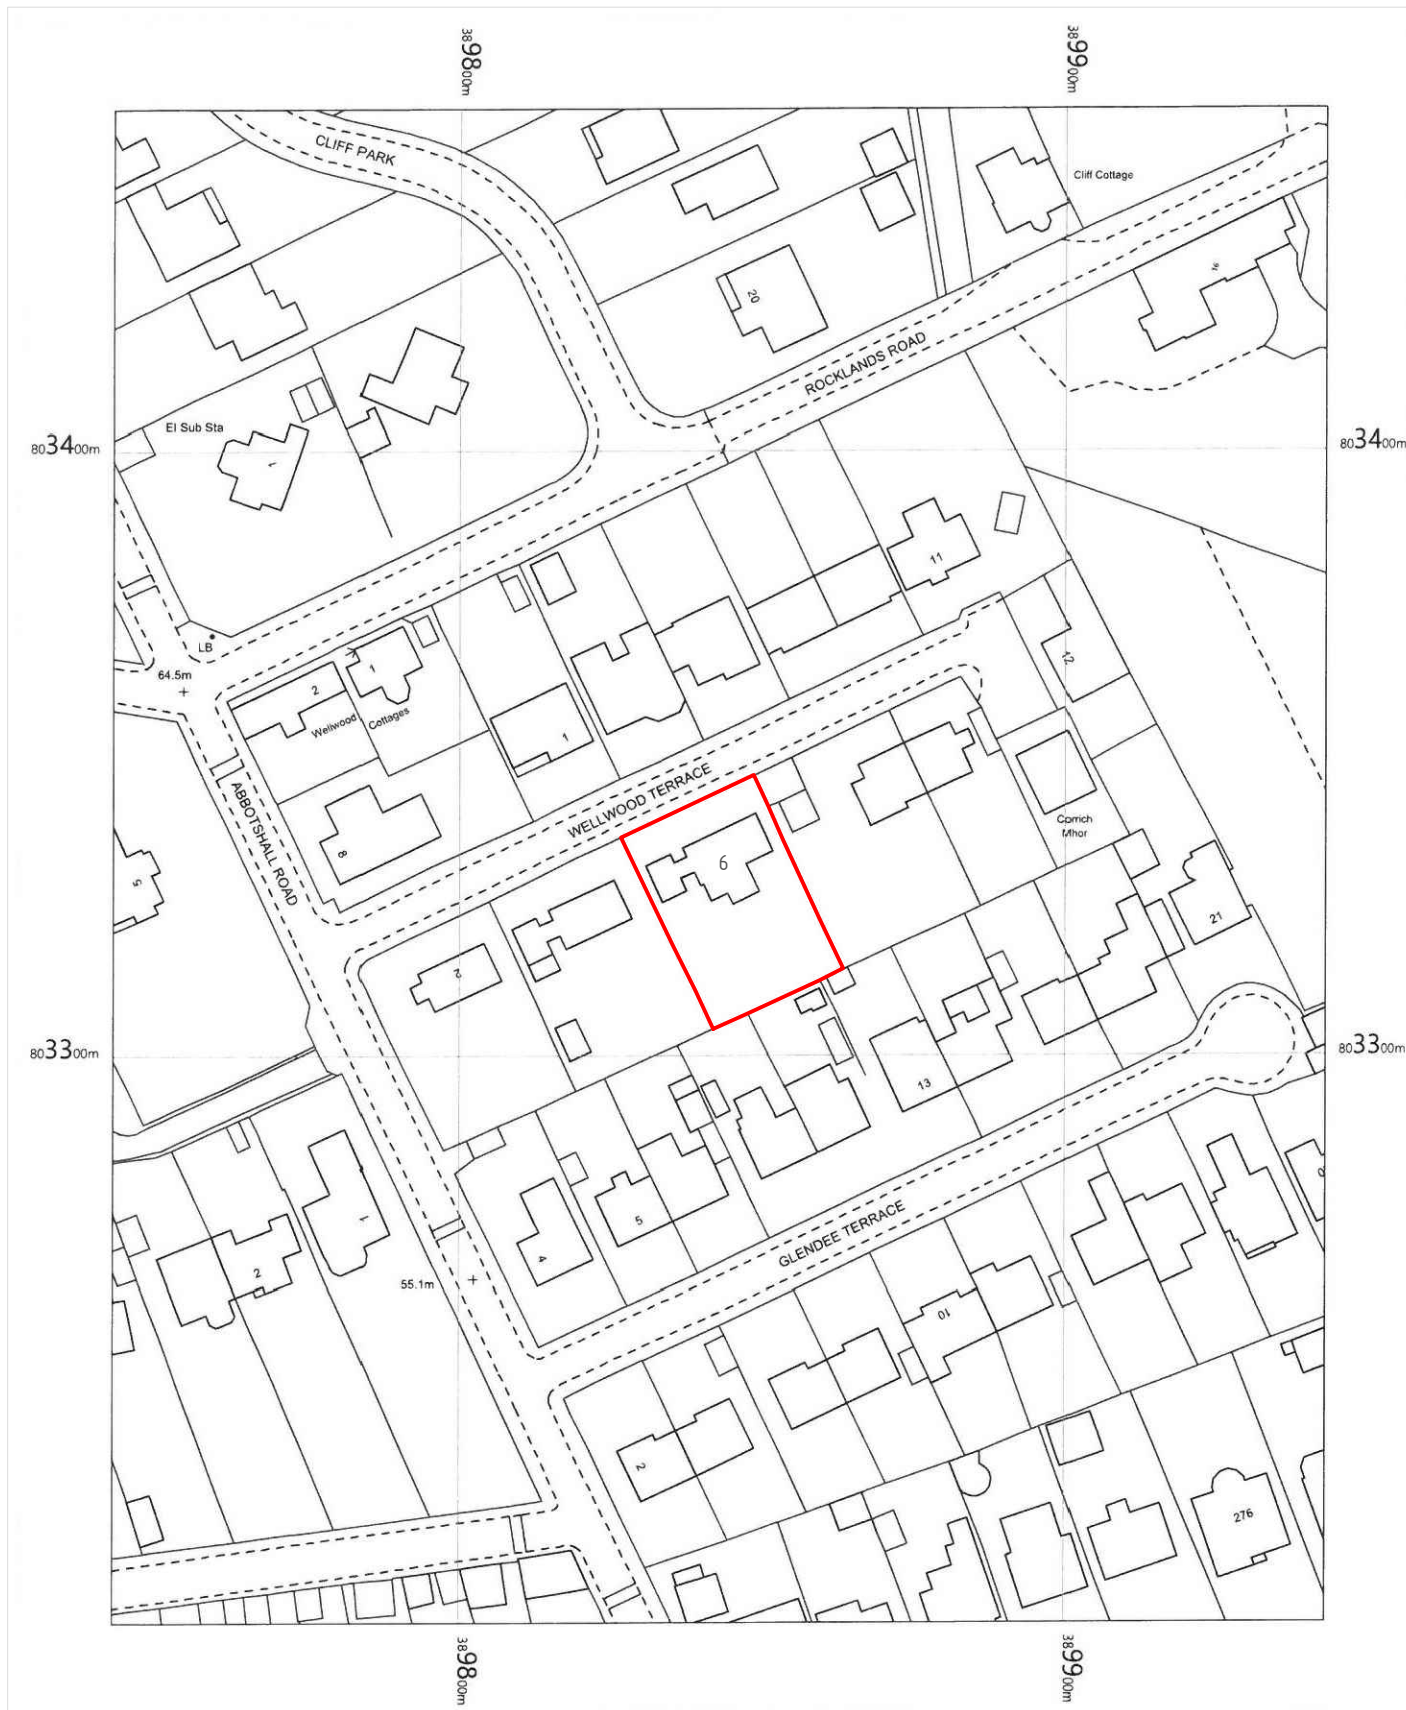 389800m
389900m
CLIFF PARK
Cliff Cottage
16
20
ROCKLANDS ROAD
803400m
803400m
El Sub Sta
1
11
LB
64.5m
2
1
12
Wellwood
Cottages
1
WELLWOOD TERRACE
ABBOTSHALL ROAD
8
6
Corrich
Mhor
5
21
2
803300m
803300m
13
5
4
1
2
GLENDEE TERRACE
55.1m
10
2
276
389800m
389900m